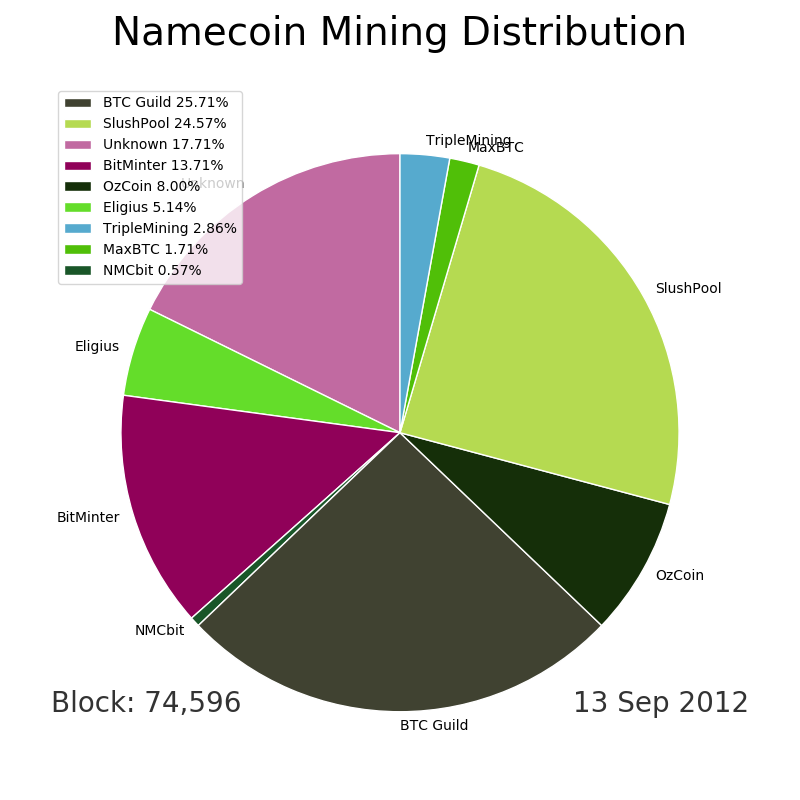 Namecoin Mining Distribution
BTC Guild 25.71%
SlushPool 24.57%
Unknown 17.71%
BitMinter 13.71%
OzCoin 8.00%
Eligius 5.14%
TripleMining 2.86%
MaxBTC 1.71%
NMCbit 0.57%
TripleMining
MaxBTC
Unknown
SlushPool
Eligius
BitMinter
OzCoin
NMCbit
Block: 74,596
13 Sep 2012
BTC Guild